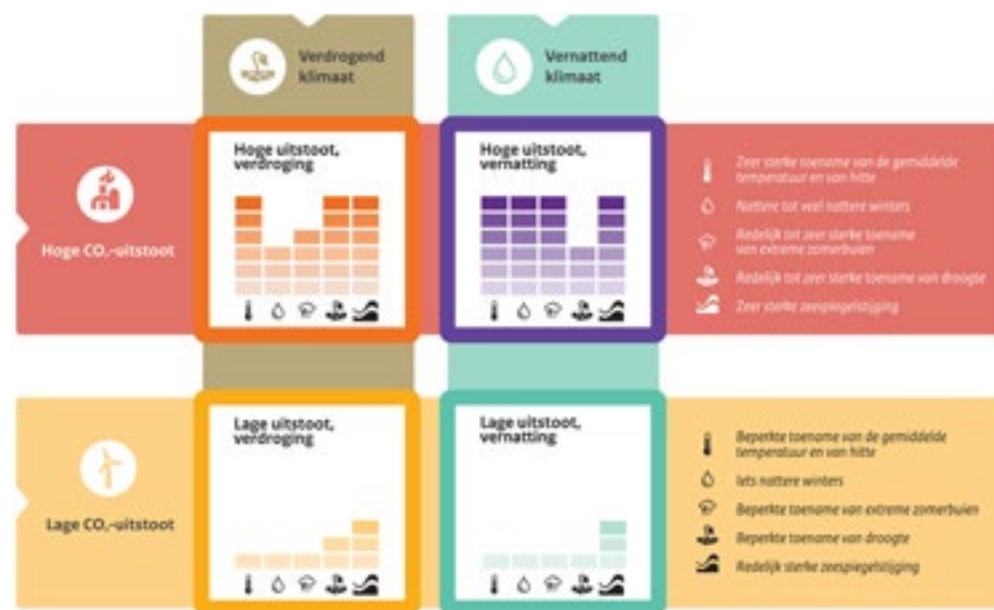 Verdrogend
klimaat
Vernattend
klimaat
Hoge CO₂-uitstoot
Hoge uitstoot,
verdroging
Hoge uitstoot,
vernatting
Zeer sterke toename van de gemiddelde
temperatuur en van hitte
Nattere tot veel nattere winters
Redelijk tot zeer sterke toename
van extreme zomerbuien
Redelijk tot zeer sterke toename van droogte
Zeer sterke zeespiegelstijging
Lage CO₂-uitstoot
Lage uitstoot,
verdroging
Lage uitstoot,
vernatting
Beperkte toename van de gemiddelde
temperatuur en van hitte
Iets nattere winters
Beperkte toename van extreme zomerbuien
Beperkte toename van droogte
Redelijk sterke zeespiegelstijging